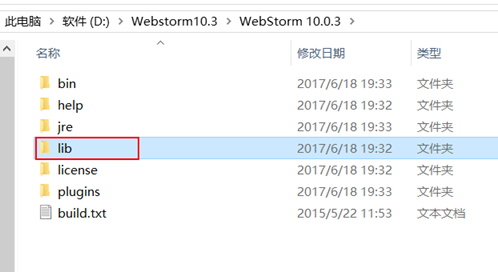 此电脑 › 软件 (D:) › Webstorm10.3 › WebStorm 10.0.3 ›
名称 修改日期 类型
bin 2017/6/18 19:33 文件夹
help 2017/6/18 19:32 文件夹
jre 2017/6/18 19:33 文件夹
lib 2017/6/18 19:32 文件夹
license 2017/6/18 19:32 文件夹
plugins 2017/6/18 19:33 文件夹
build.txt 2015/5/22 11:53 文本文档